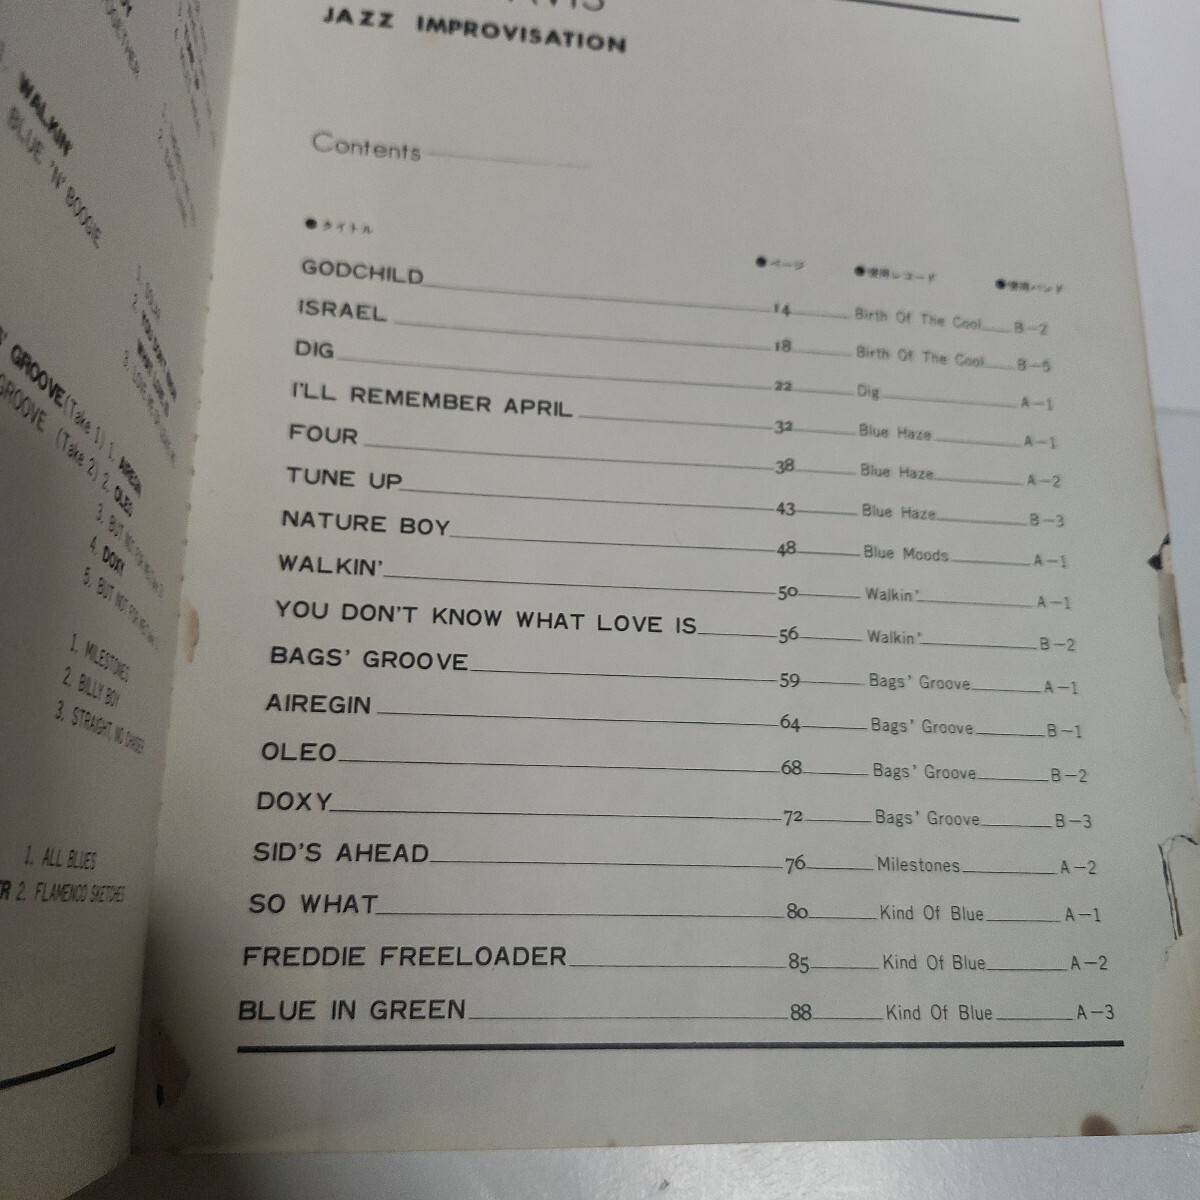 WALKIN'
BLUE 'N' BOOGIE
GROOVE (Take 1) 1. AIREGIN
GROOVE (Take 2) 2. OLEO
4. DOXY
1. MILESTONES
2. BILLY BOY
3. STRAIGHT, NO CHASER
1. ALL BLUES
2. FLAMENCO SKETCHES
JAZZ IMPROVISATION
Contents
●タイトル ●ページ ●使用レコード ●使用バンド
GODCHILD 14 Birth Of The Cool B-2
ISRAEL 18 Birth Of The Cool B-5
DIG 22 Dig A-1
I'LL REMEMBER APRIL 32 Blue Haze A-1
FOUR 38 Blue Haze A-2
TUNE UP 43 Blue Haze B-3
NATURE BOY 48 Blue Moods A-1
WALKIN' 50 Walkin' A-1
YOU DON'T KNOW WHAT LOVE IS 56 Walkin' B-2
BAGS' GROOVE 59 Bags' Groove A-1
AIREGIN 64 Bags' Groove B-1
OLEO 68 Bags' Groove B-2
DOXY 72 Bags' Groove B-3
SID'S AHEAD 76 Milestones A-2
SO WHAT 80 Kind Of Blue A-1
FREDDIE FREELOADER 85 Kind Of Blue A-2
BLUE IN GREEN 88 Kind Of Blue A-3